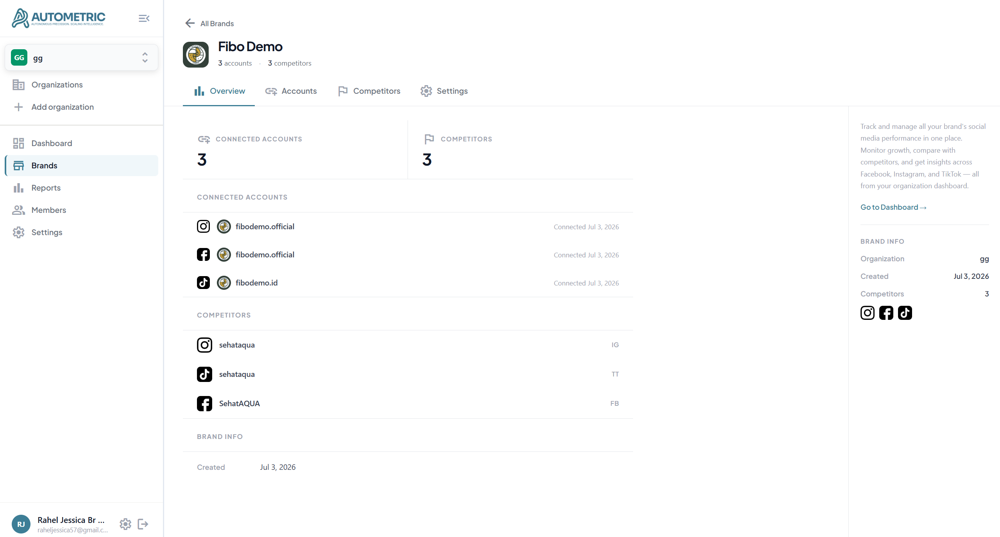 AUTOMETRIC
AUTONOMOUS PRECISSION. SCALING INTELLIGENCE.
GG gg
Organizations
Add organization
Dashboard
Brands
Reports
Members
Settings
RJ
Rahel Jessica Br ...
raheljessica57@gmail.c...
All Brands
Fibo Demo
3 accounts · 3 competitors
Overview
Accounts
Competitors
Settings
CONNECTED ACCOUNTS
3
COMPETITORS
3
CONNECTED ACCOUNTS
fibodemo.official Connected Jul 3, 2026
fibodemo.official Connected Jul 3, 2026
fibodemo.id Connected Jul 3, 2026
COMPETITORS
sehataqua IG
sehataqua TT
SehatAQUA FB
BRAND INFO
Created Jul 3, 2026
Track and manage all your brand's social
media performance in one place.
Monitor growth, compare with
competitors, and get insights across
Facebook, Instagram, and TikTok — all
from your organization dashboard.
Go to Dashboard →
BRAND INFO
Organization gg
Created Jul 3, 2026
Competitors 3